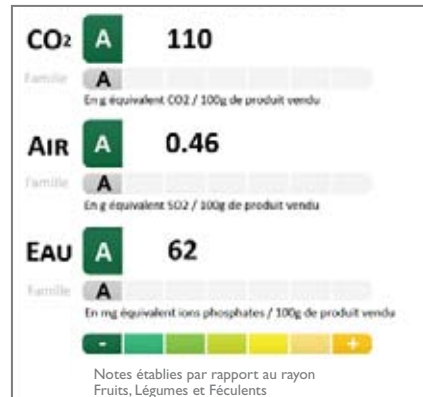 CO2 A 110
Famille A
En g équivalent CO2 / 100g de produit vendu
AIR A 0.46
Famille A
En g équivalent SO2 / 100g de produit vendu
EAU A 62
Famille A
En mg équivalent ions phosphates / 100g de produit vendu
- +
Notes établies par rapport au rayon
Fruits, Légumes et Féculents